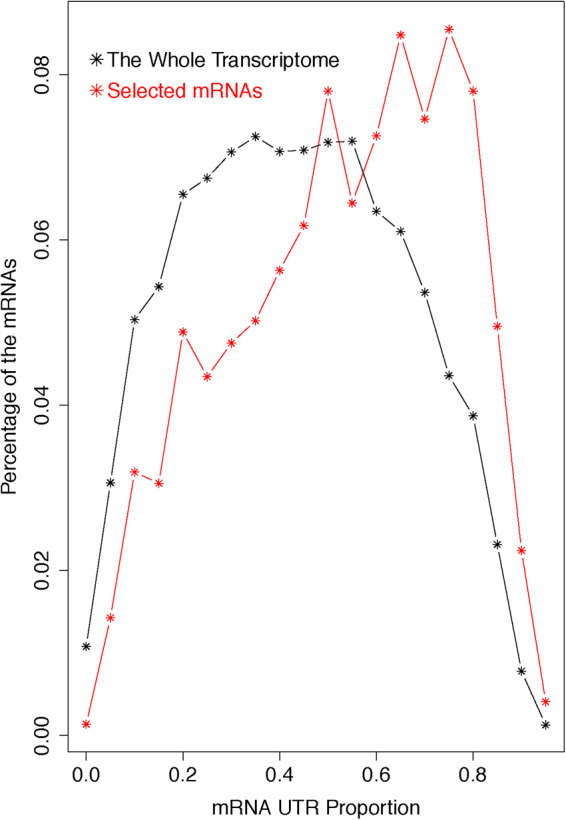 The Whole Transcriptome
Selected mRNAs
Percentage of the mRNAs
0.00
0.02
0.04
0.06
0.08
0.0
0.2
0.4
0.6
0.8
mRNA UTR Proportion